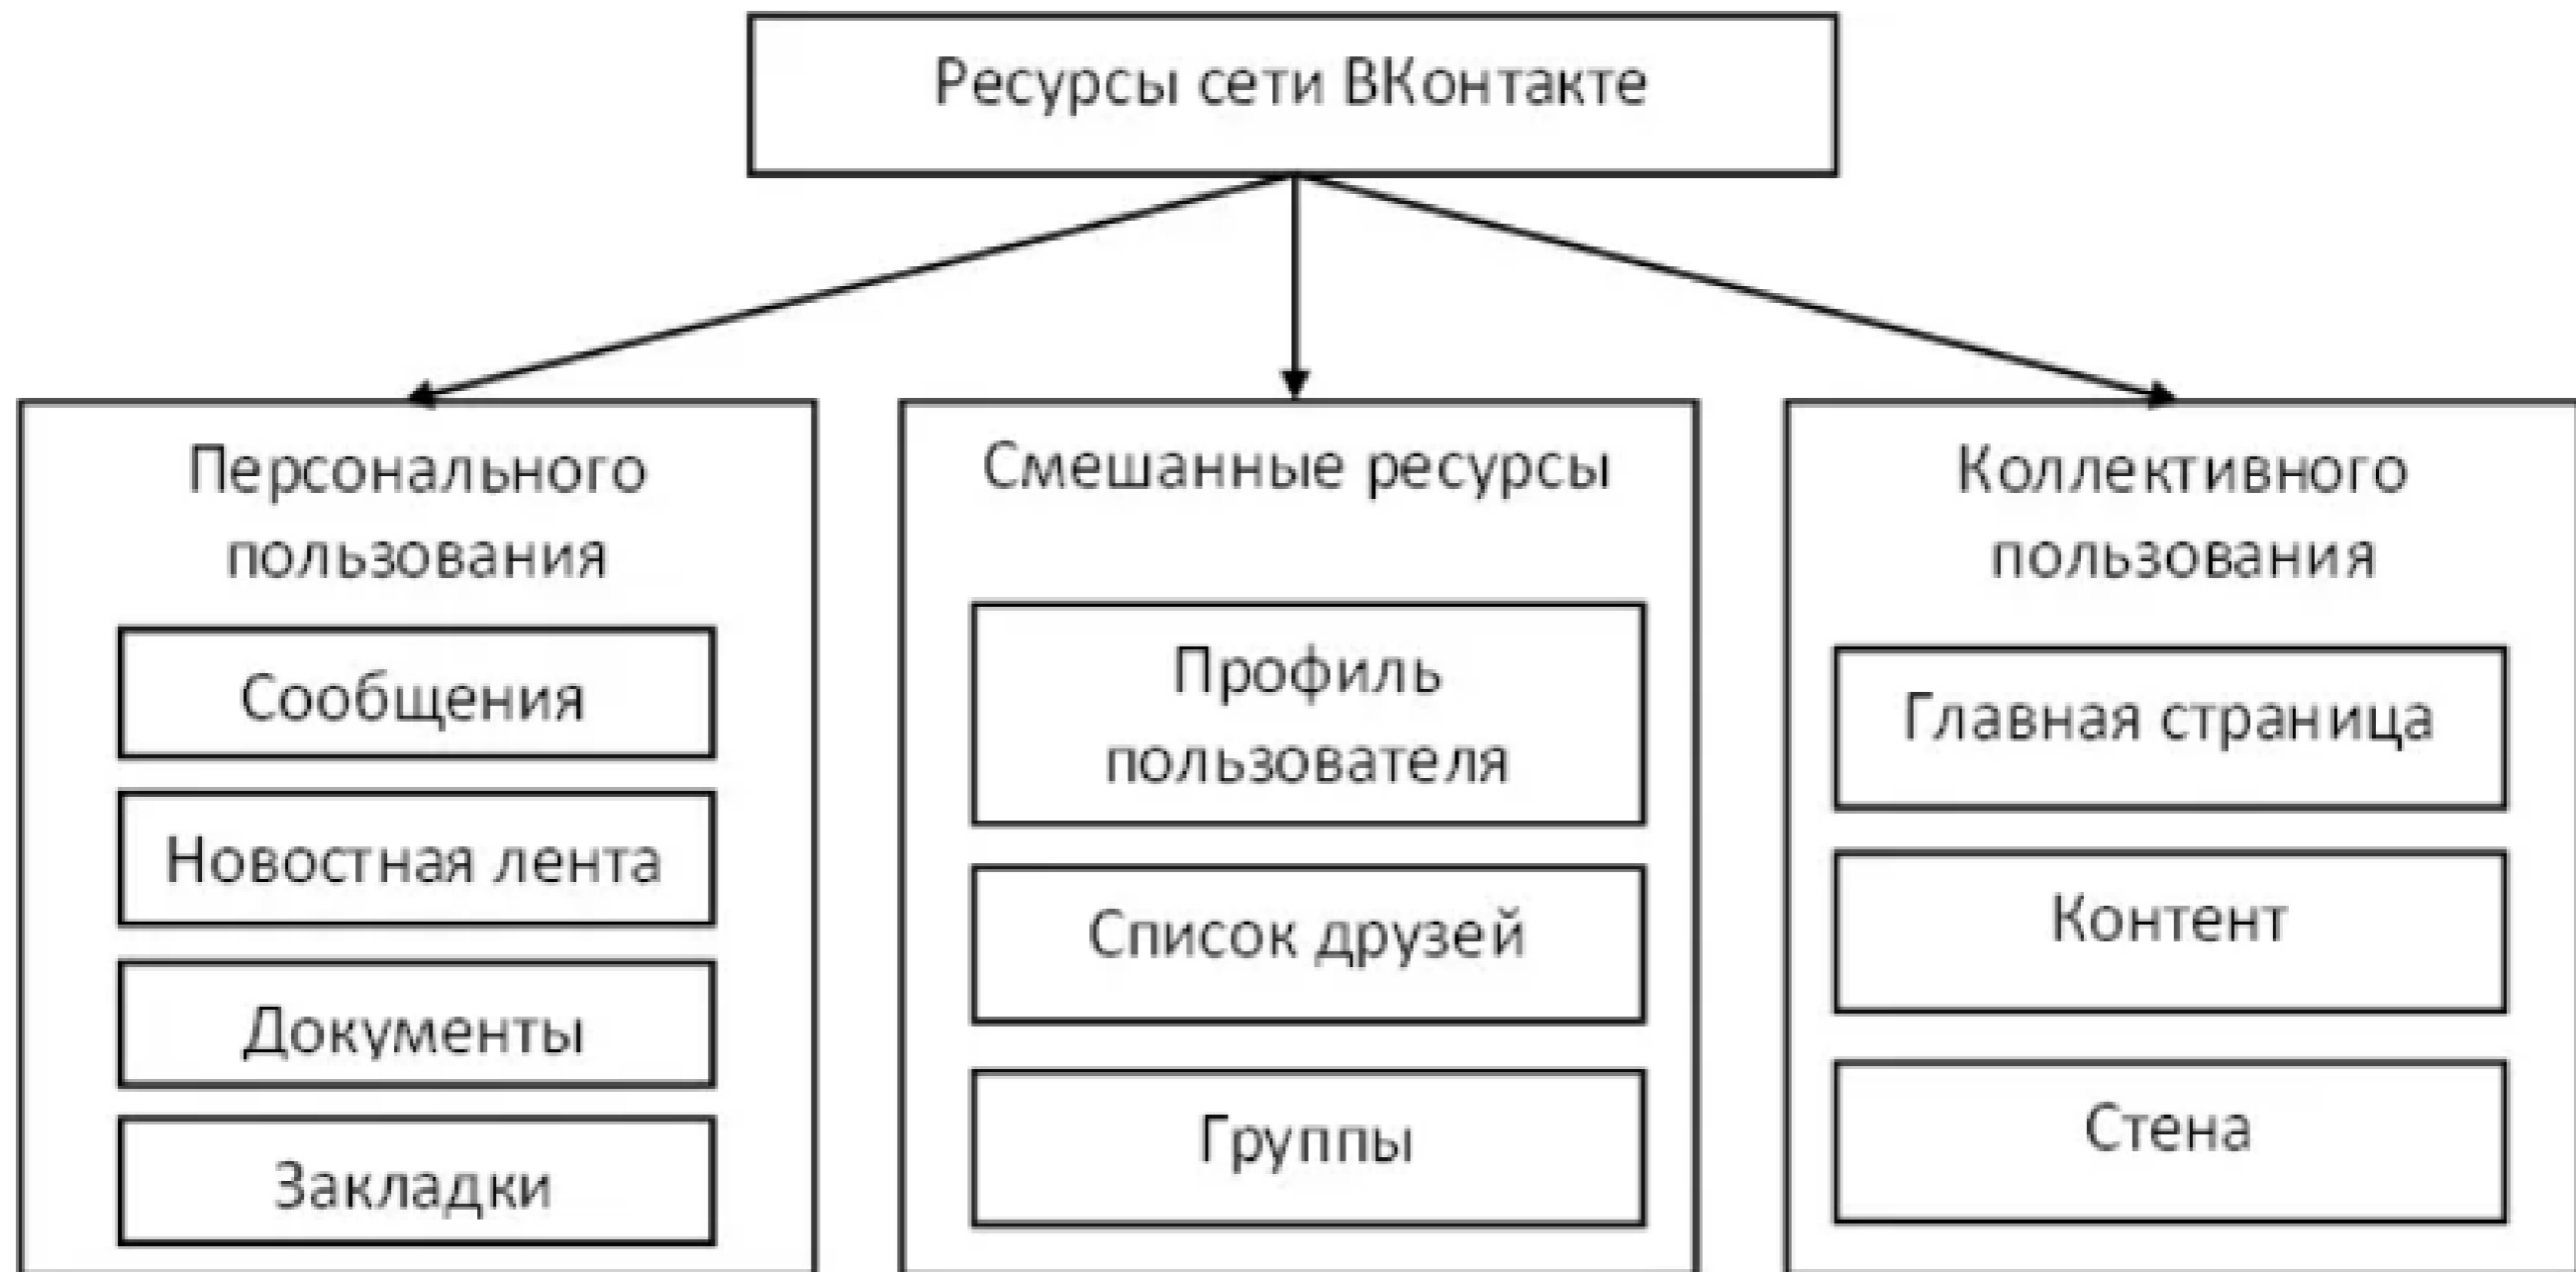 Ресурсы сети ВКонтакте
Персонального
пользования
Сообщения
Новостная лента
Документы
Закладки
Смешанные ресурсы
Профиль
пользователя
Список друзей
Группы
Коллективного
пользования
Главная страница
Контент
Стена